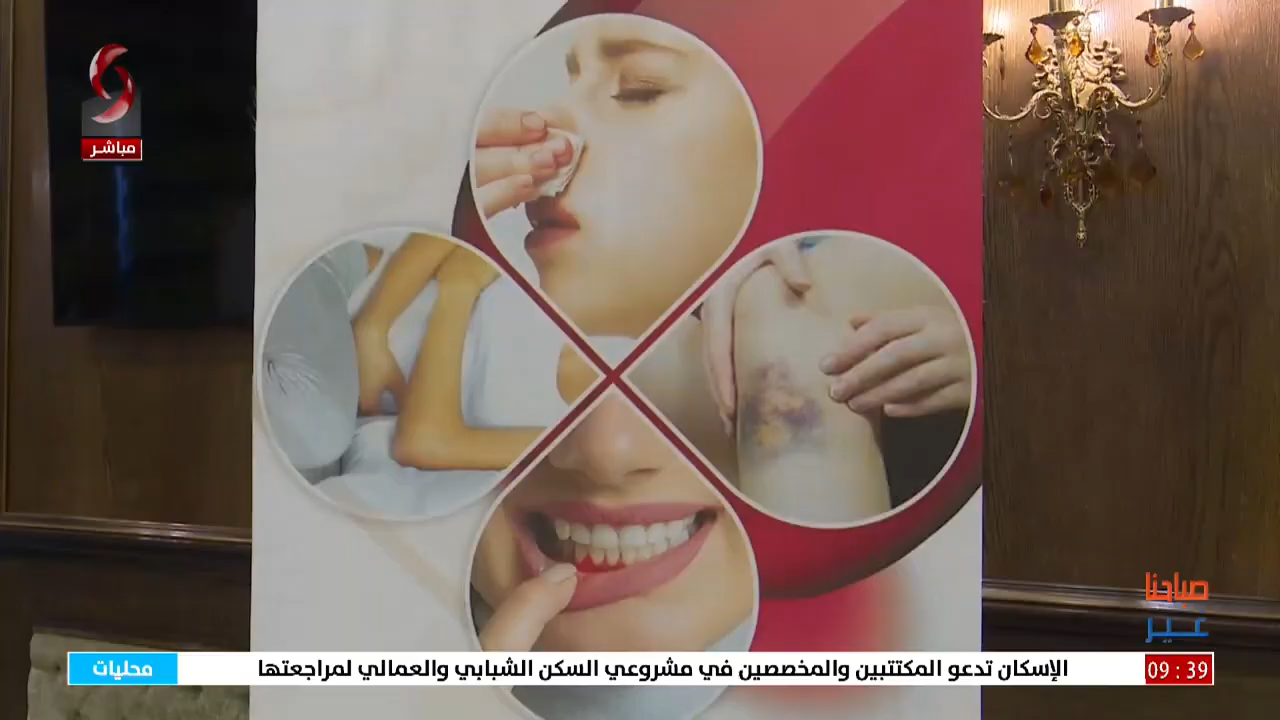 مباشر
صباحنا
غير
الإسكان تدعو المكتتبين والمخصصين في مشروعي السكن الشبابي والعمالي لمراجعتها
محليات
09 : 39